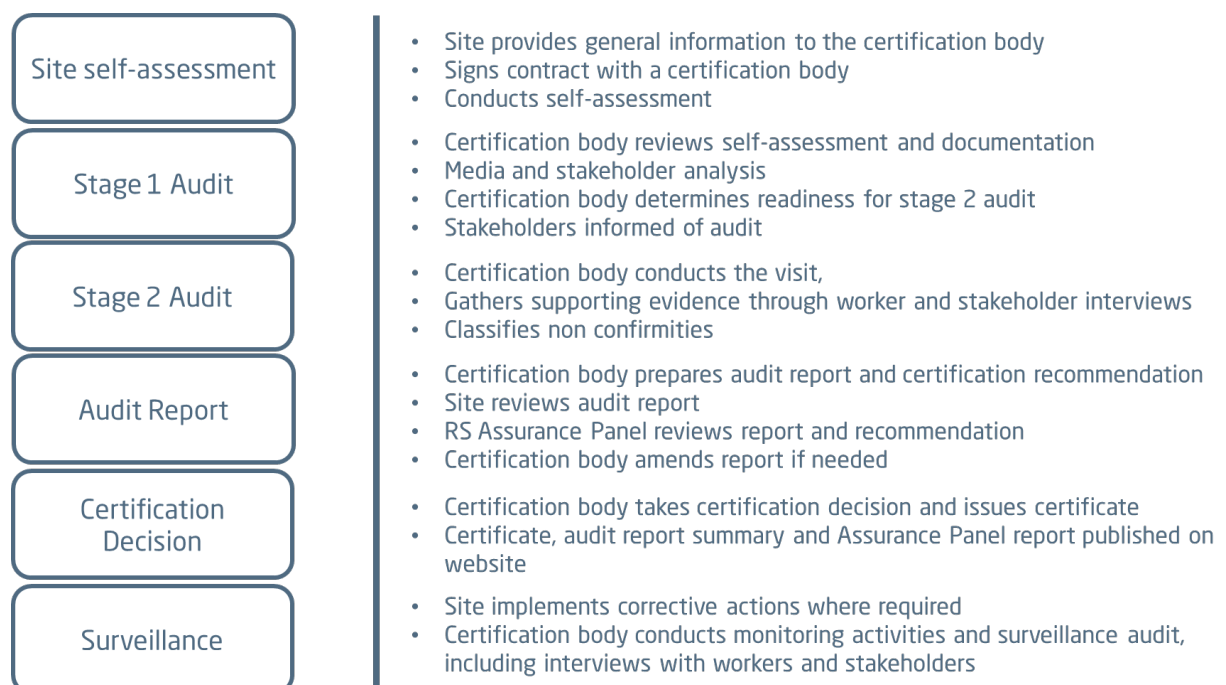 Site self-assessment
• Site provides general information to the certification body
• Signs contract with a certification body
• Conducts self-assessment
Stage 1 Audit
• Certification body reviews self-assessment and documentation
• Media and stakeholder analysis
• Certification body determines readiness for stage 2 audit
• Stakeholders informed of audit
Stage 2 Audit
• Certification body conducts the visit,
• Gathers supporting evidence through worker and stakeholder interviews
• Classifies non confirmities
Audit Report
• Certification body prepares audit report and certification recommendation
• Site reviews audit report
• RS Assurance Panel reviews report and recommendation
• Certification body amends report if needed
Certification
Decision
• Certification body takes certification decision and issues certificate
• Certificate, audit report summary and Assurance Panel report published on
website
Surveillance
• Site implements corrective actions where required
• Certification body conducts monitoring activities and surveillance audit,
including interviews with workers and stakeholders